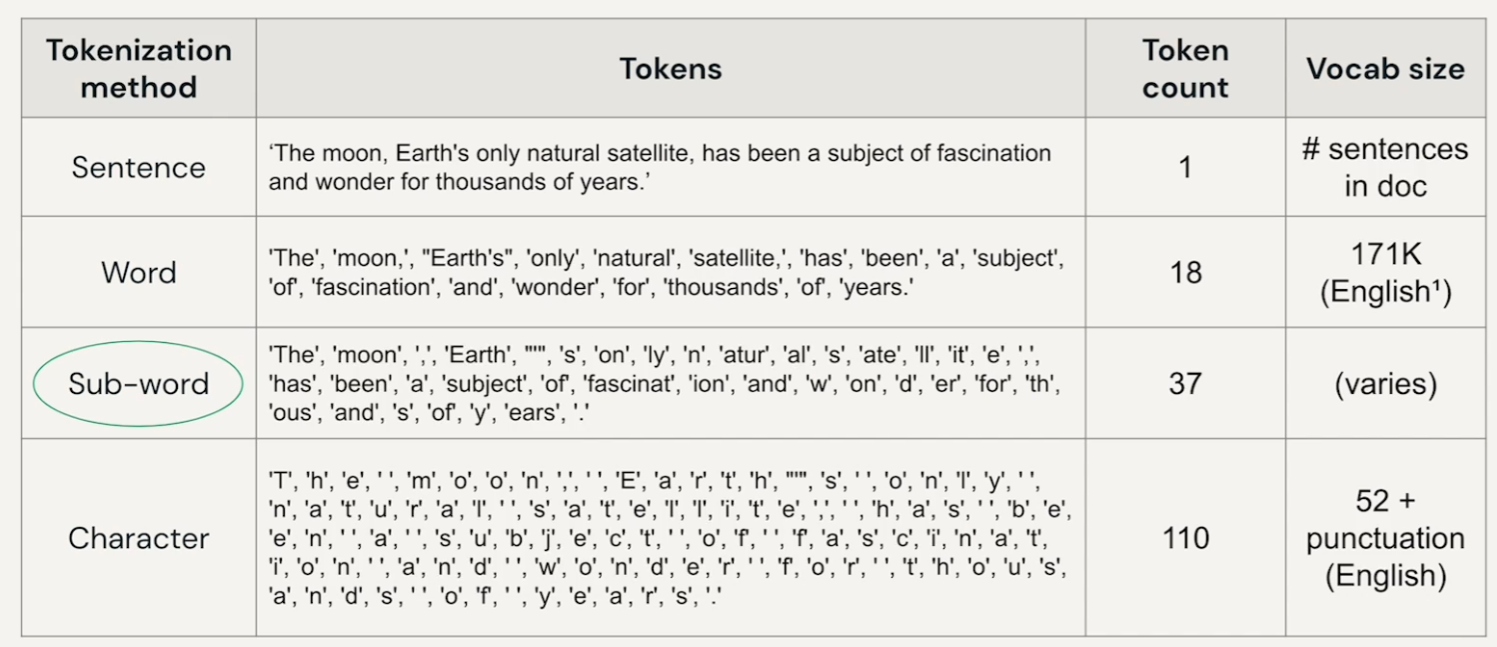 Tokenization method
Tokens
Token count
Vocab size
Sentence
‘The moon, Earth's only natural satellite, has been a subject of fascination
and wonder for thousands of years.’
1
# sentences
in doc
Word
'The', 'moon,', "Earth's", 'only', 'natural', 'satellite,', 'has', 'been', 'a', 'subject',
'of', 'fascination', 'and', 'wonder', 'for', 'thousands', 'of', 'years.'
18
171K
(English¹)
Sub-word
'The', 'moon', ',', 'Earth', "'", 's', 'on', 'ly', 'n', 'atur', 'al', 's', 'ate', 'll', 'it', 'e', ',',
'has', 'been', 'a', 'subject', 'of', 'fascinat', 'ion', 'and', 'w', 'on', 'd', 'er', 'for', 'th',
'ous', 'and', 's', 'of', 'y', 'ears', '.'
37
(varies)
Character
'T', 'h', 'e', ' ', 'm', 'o', 'o', 'n', ',', ' ', 'E', 'a', 'r', 't', 'h', "'", 's', ' ', 'o', 'n', 'l', 'y', ' ',
'n', 'a', 't', 'u', 'r', 'a', 'l', ' ', 's', 'a', 't', 'e', 'l', 'l', 'i', 't', 'e', ',', ' ', 'h', 'a', 's', ' ', 'b', 'e',
'e', 'n', ' ', 'a', ' ', 's', 'u', 'b', 'j', 'e', 'c', 't', ' ', 'o', 'f', ' ', 'f', 'a', 's', 'c', 'i', 'n', 'a', 't',
'i', 'o', 'n', ' ', 'a', 'n', 'd', ' ', 'w', 'o', 'n', 'd', 'e', 'r', ' ', 'f', 'o', 'r', ' ', 't', 'h', 'o', 'u', 's',
'a', 'n', 'd', 's', ' ', 'o', 'f', ' ', 'y', 'e', 'a', 'r', 's', '.'
110
52 +
punctuation
(English)